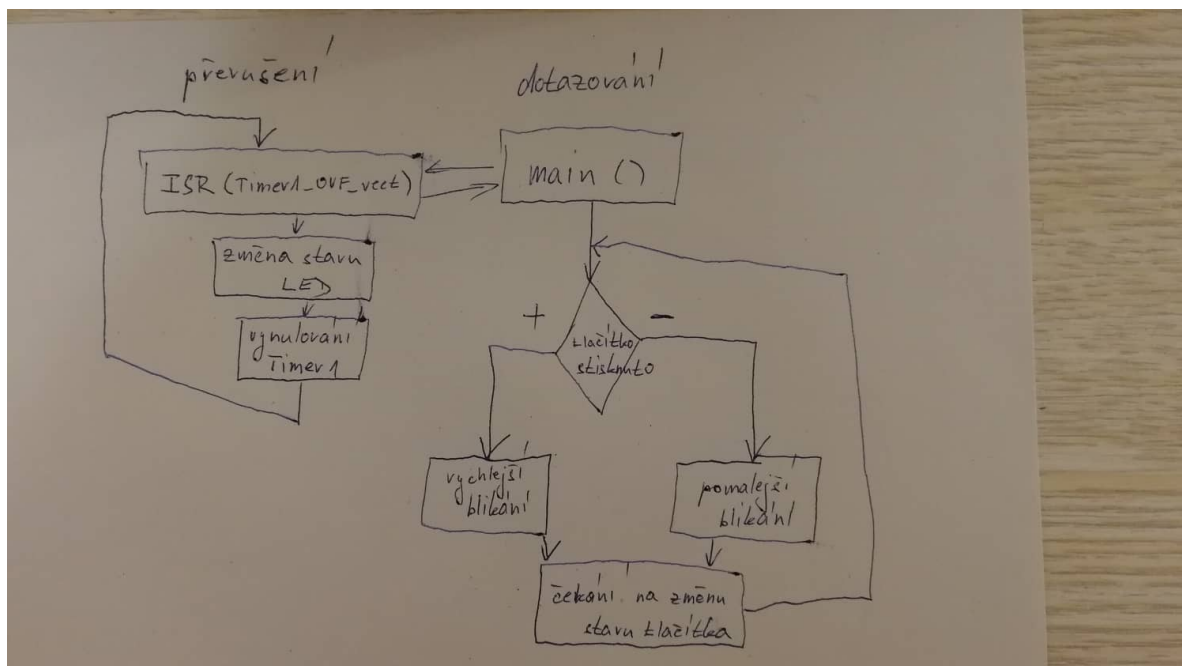 přerušení
dotazování
ISR (Timer1_OVF_vect)
main ()
změna stavu
LED
vynulování
Timer1
+
-
tlačítko
stisknuto
vychlejší
blikání
pomalejší
blikání
čekání na změnu
stavu tlačítka